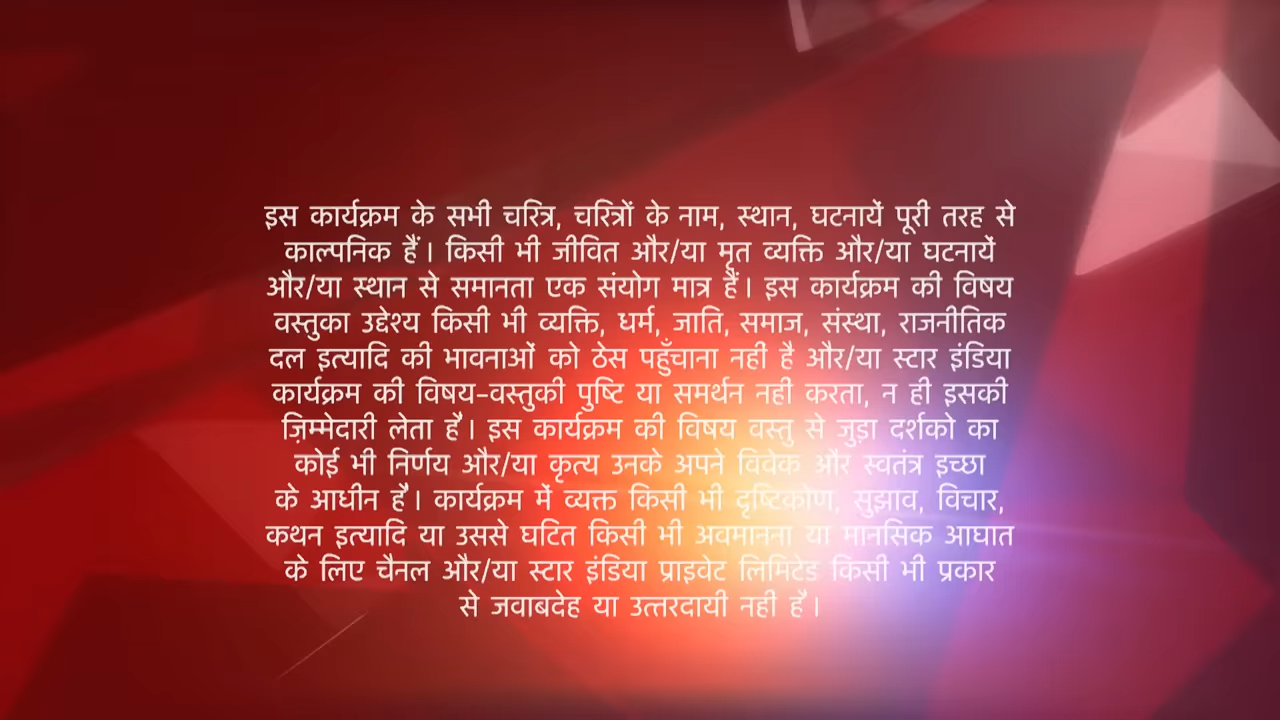 इस कार्यक्रम के सभी चरित्र, चरित्रों के नाम, स्थान, घटनायें पूरी तरह से
काल्पनिक हैं। किसी भी जीवित और/या मृत व्यक्ति और/या घटनायें
और/या स्थान से समानता एक संयोग मात्र हैं। इस कार्यक्रम की विषय
वस्तुका उद्देश्य किसी भी व्यक्ति, धर्म, जाति, समाज, संस्था, राजनीतिक
दल इत्यादि की भावनाओं को ठेस पहुँचाना नहीं है और/या स्टार इंडिया
कार्यक्रम की विषय-वस्तुकी पुष्टि या समर्थन नही करता, न ही इसकी
ज़िम्मेदारी लेता है। इस कार्यक्रम की विषय वस्तु से जुड़ा दर्शको का
कोई भी निर्णय और/या कृत्य उनके अपने विवेक और स्वतंत्र इच्छा
के आधीन है। कार्यक्रम में व्यक्त किसी भी दृष्टिकोण, सुझाव, विचार,
कथन इत्यादि या उससे घटित किसी भी अवमानना या मानसिक आघात
के लिए चैनल और/या स्टार इंडिया प्राइवेट लिमिटेड किसी भी प्रकार
से जवाबदेह या उत्तरदायी नही है।